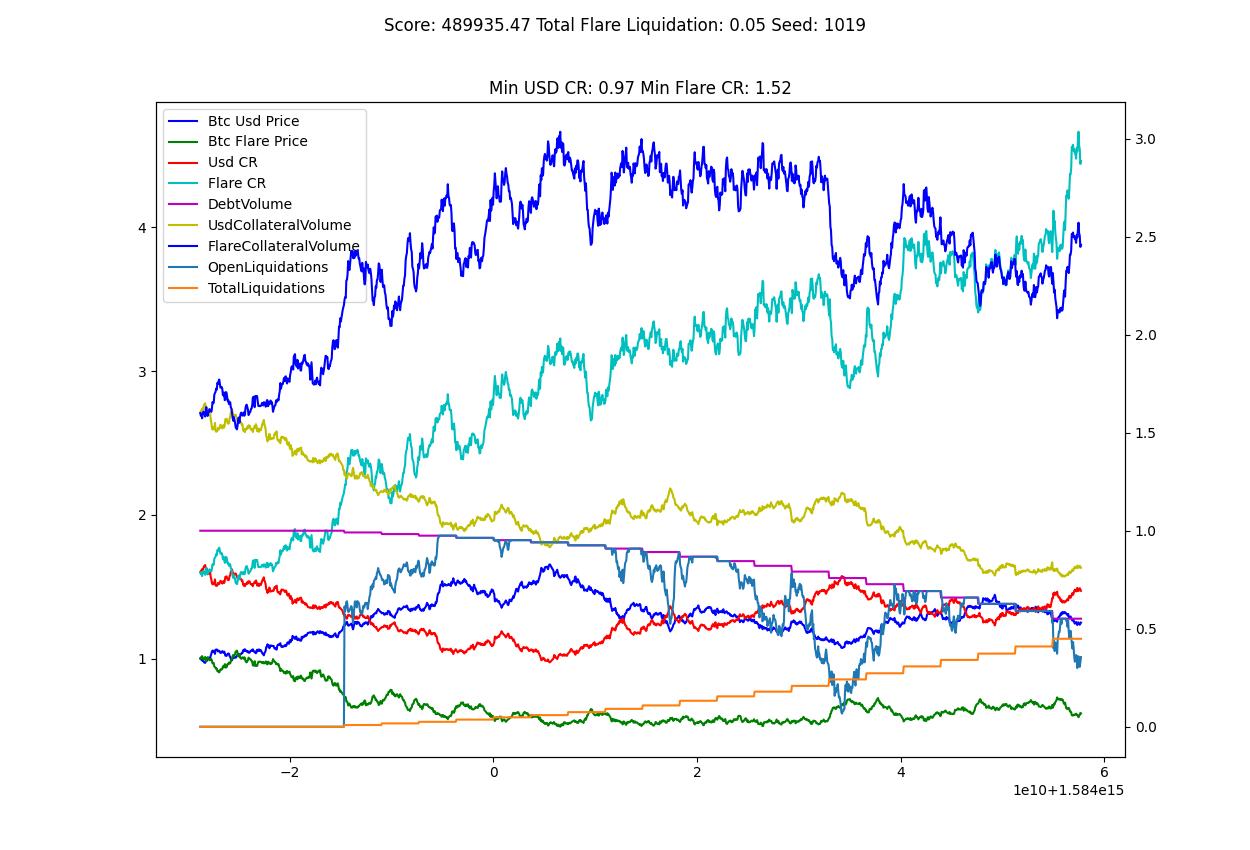 Score: 489935.47 Total Flare Liquidation: 0.05 Seed: 1019
Min USD CR: 0.97 Min Flare CR: 1.52
Btc Usd Price
Btc Flare Price
Usd CR
Flare CR
DebtVolume
UsdCollateralVolume
FlareCollateralVolume
OpenLiquidations
TotalLiquidations
4
3
2
1
3.0
2.5
2.0
1.5
1.0
0.5
0.0
−2
0
2
4
6
1e10+1.584e15